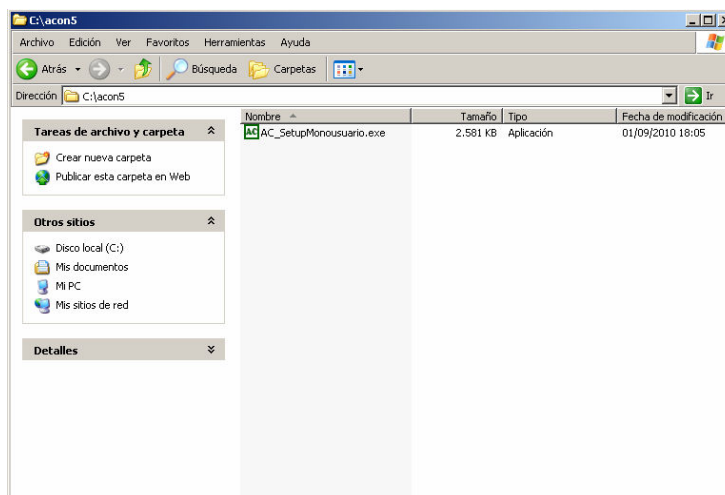 C:\acon5
Archivo Edición Ver Favoritos Herramientas Ayuda
Atrás Búsqueda Carpetas
Dirección C:\acon5 Ir
Nombre Tamaño Tipo Fecha de modificación
AC_SetupMonousuario.exe 2.581 KB Aplicación 01/09/2010 18:05
Tareas de archivo y carpeta
Crear nueva carpeta
Publicar esta carpeta en Web
Otros sitios
Disco local (C:)
Mis documentos
Mi PC
Mis sitios de red
Detalles